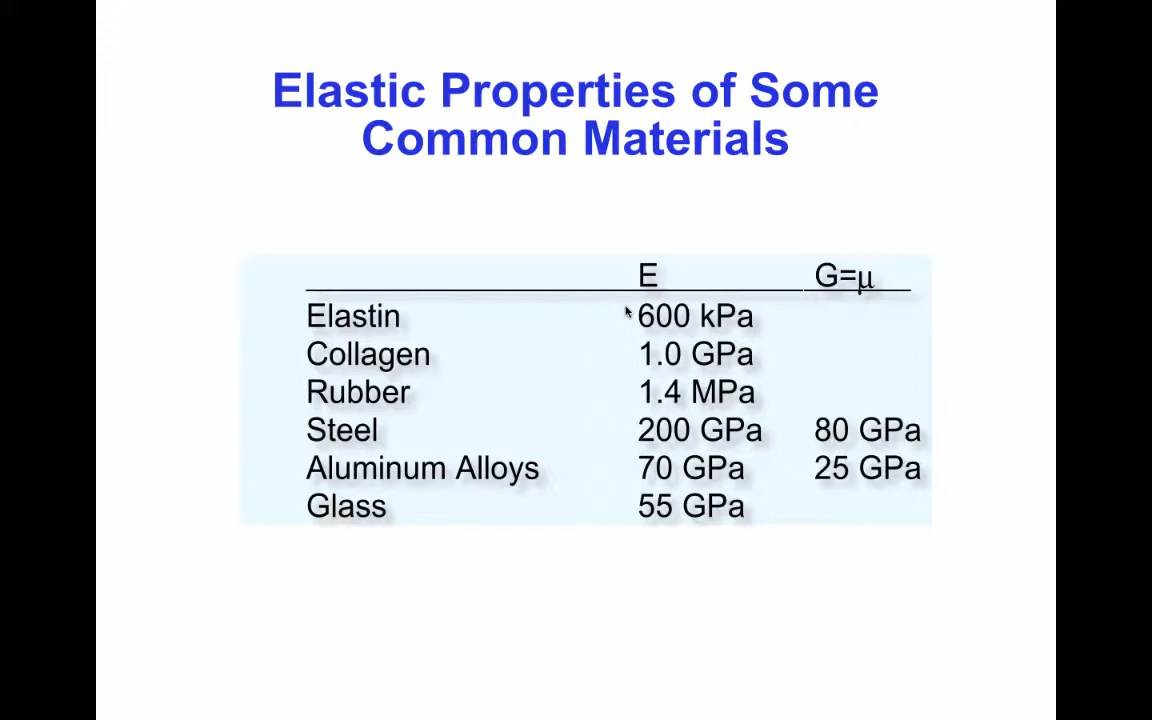 Elastic Properties of Some
Common Materials
E G=μ
Elastin 600 kPa
Collagen 1.0 GPa
Rubber 1.4 MPa
Steel 200 GPa 80 GPa
Aluminum Alloys 70 GPa 25 GPa
Glass 55 GPa